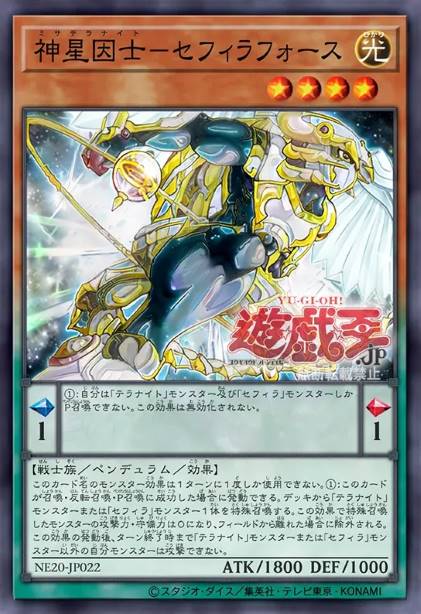 ミサテラナイト
神星因士－セフィラフォース
ひかり
光
YU-GI-OH!
遊戯王
.jp
無断転載禁止
①:自分は「テラナイト」モンスター及び「セフィラ」モンスターしか
P召喚できない。この効果は無効化されない。
1
1
【戦士族／ペンデュラム／効果】
このカード名のモンスター効果は1ターンに1度しか使用できない。①:このカード
が召喚・反転召喚・P召喚に成功した場合に発動できる。デッキから「テラナイト」
モンスターまたは「セフィラ」モンスター1体を特殊召喚する。この効果で特殊召喚
したモンスターの攻撃力・守備力は0になり、フィールドから離れた場合に除外される。
この効果の発動後、ターン終了時まで「テラナイト」モンスターまたは「セフィラ」モ
ンスター以外の自分モンスターは攻撃できない。
NE20-JP022
ATK/1800 DEF/1000
©スタジオ・ダイス／集英社・テレビ東京・KONAMI